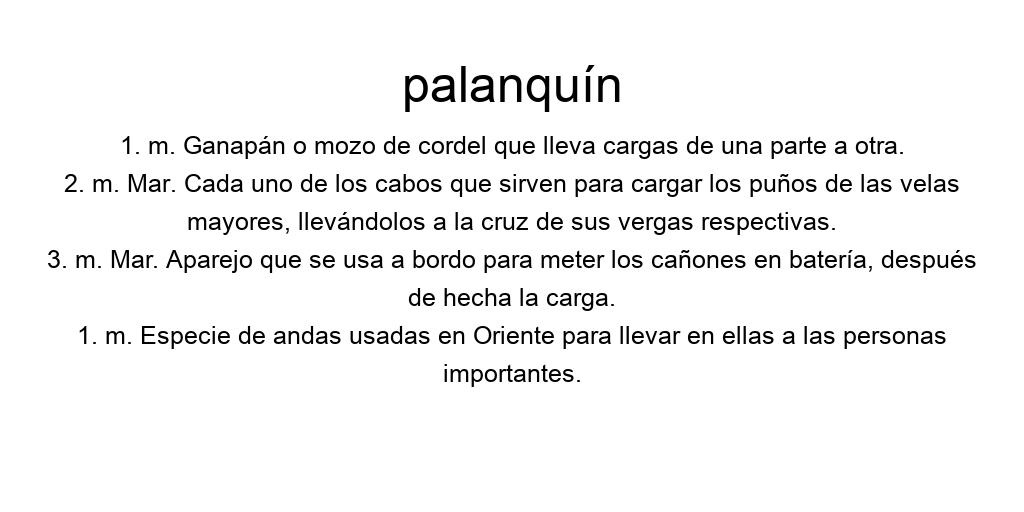 palanquín
1. m. Ganapán o mozo de cordel que lleva cargas de una parte a otra.
2. m. Mar. Cada uno de los cabos que sirven para cargar los puños de las velas
mayores, llevándolos a la cruz de sus vergas respectivas.
3. m. Mar. Aparejo que se usa a bordo para meter los cañones en batería, después
de hecha la carga.
1. m. Especie de andas usadas en Oriente para llevar en ellas a las personas
importantes.